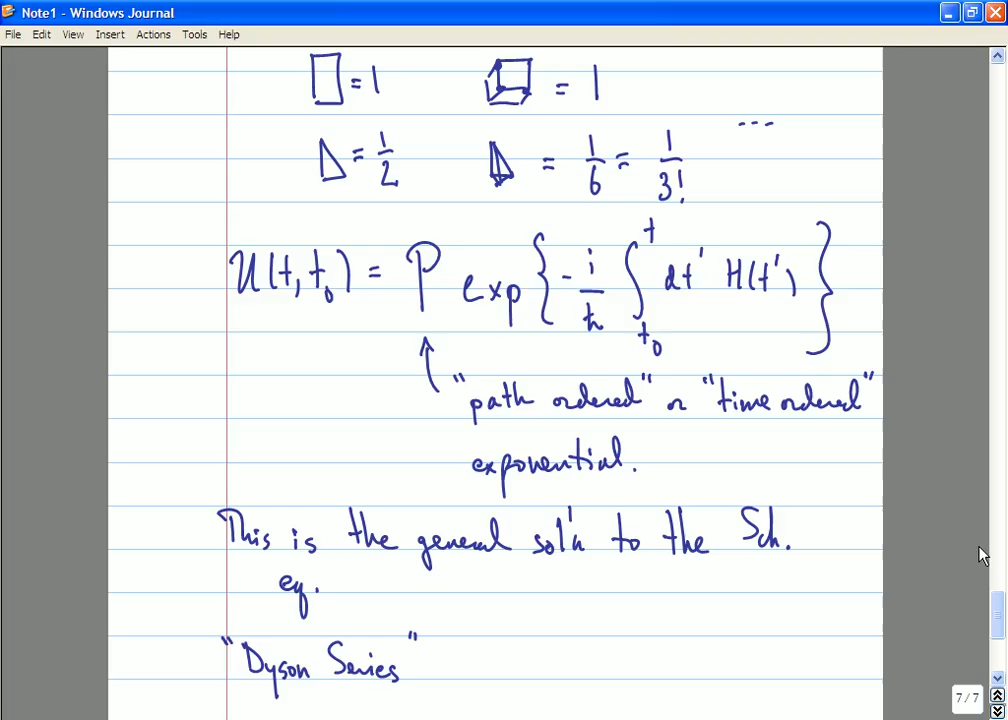 Note1 - Windows Journal
File Edit View Insert Actions Tools Help
= 1 = 1
= 1/2 = 1/6 = 1/3! ---
U(t, t₀) = P exp{ - i/ħ ∫ₜ₀ᵗ dt' H(t') }
"path ordered" or "time ordered"
exponential.
This is the general sol'n to the Sch.
eq.
"Dyson Series"
7/7